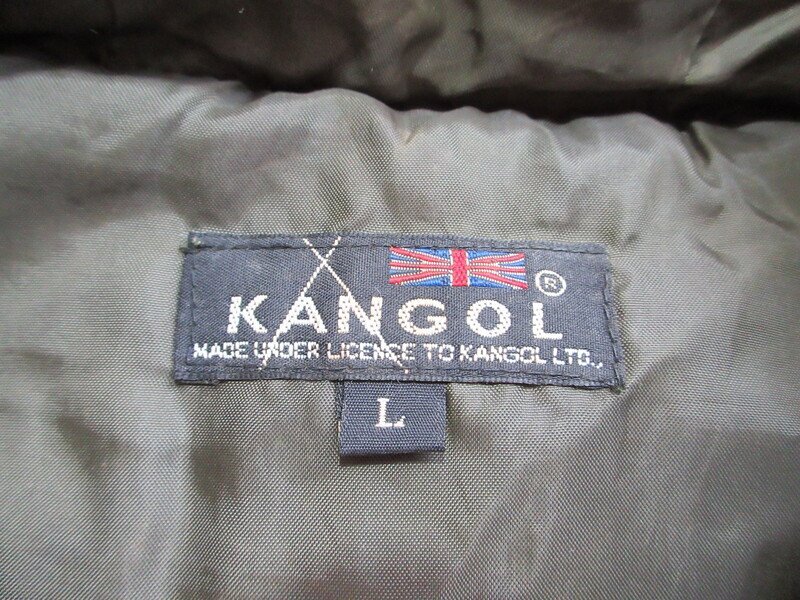 ®
KANGOL
MADE UNDER LICENCE TO KANGOL LTD.,
L